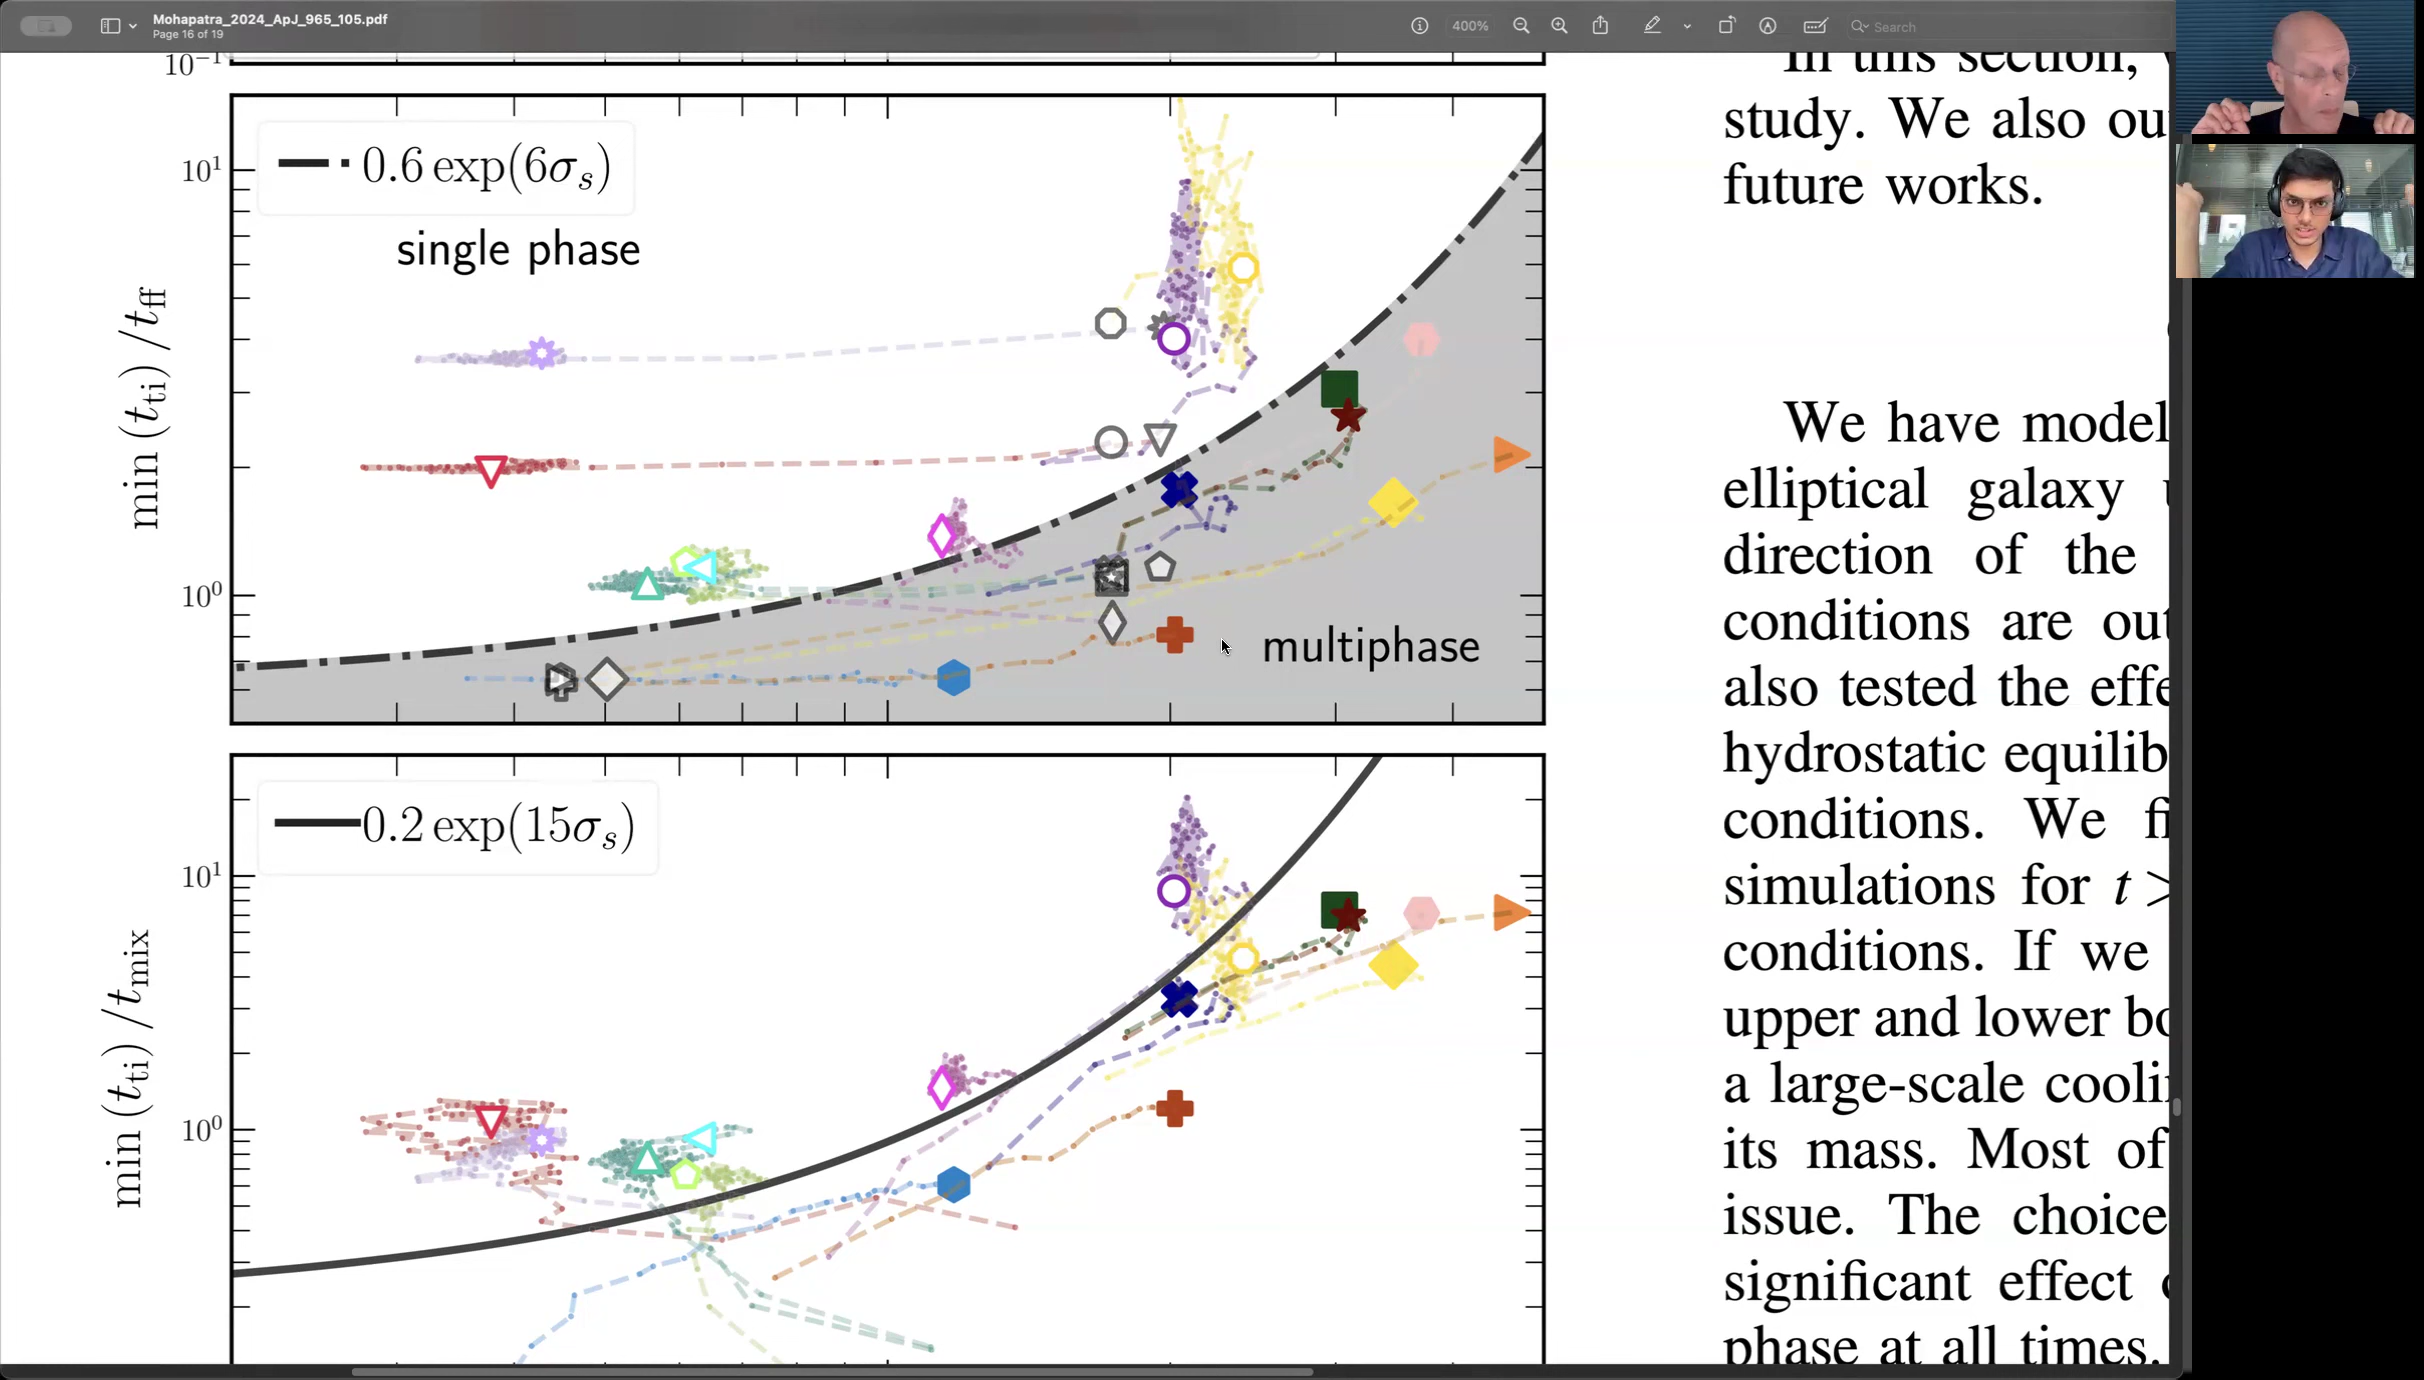 Mohapatra_2024_ApJ_965_105.pdf
Page 16 of 19
400%
Search
10⁻¹
10¹
10⁰
min (t_ti) /t_ff
0.6 exp(6σ_s)
single phase
multiphase
10¹
10⁰
min (t_ti) /t_mix
0.2 exp(15σ_s)
In this section,
study. We also ou
future works.
We have model
elliptical galaxy
direction of the
conditions are out
also tested the effe
hydrostatic equilib
conditions. We fi
simulations for t >
conditions. If we
upper and lower bo
a large-scale cooli
its mass. Most of
issue. The choice
significant effect
phase at all times.